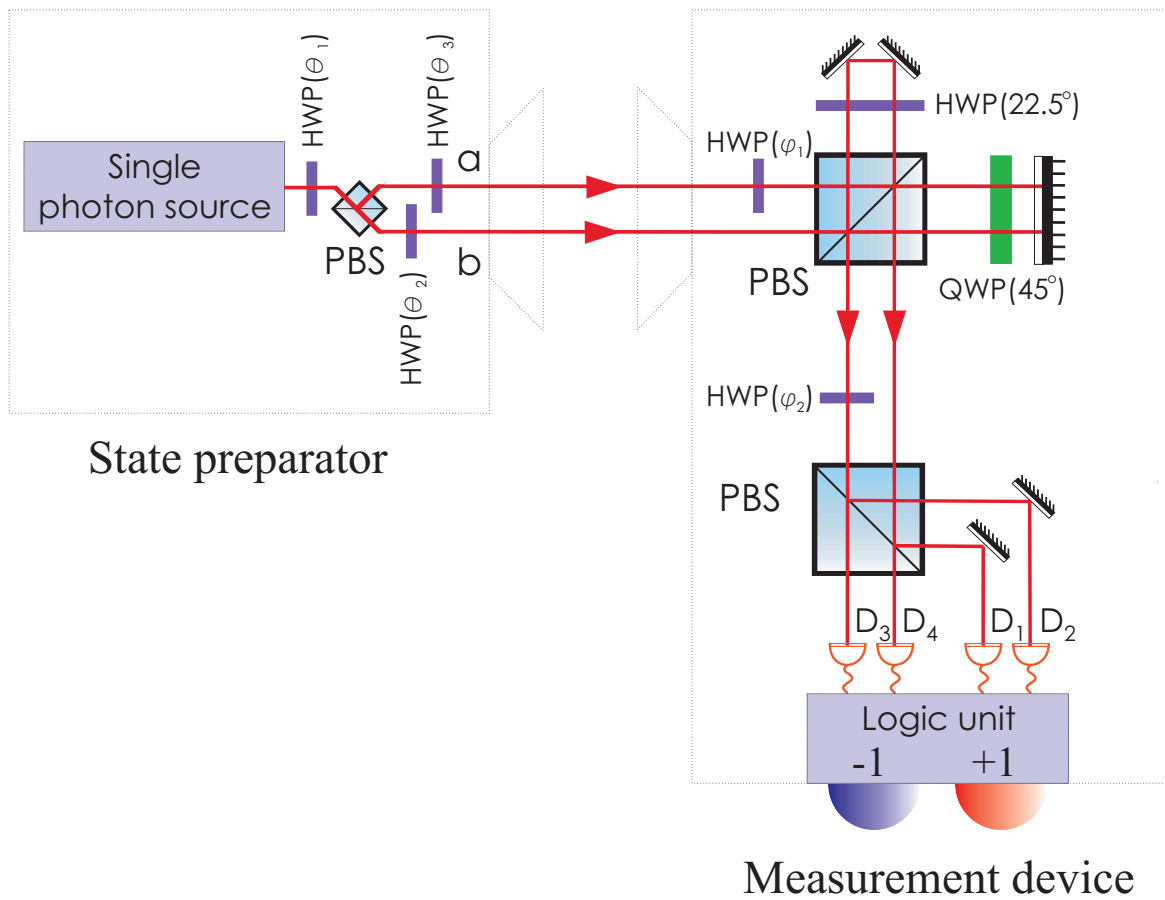 HWP(θ₁)
HWP(θ₃)
Single
photon source
a
PBS
b
HWP(θ₂)
State preparator
HWP(22.5°)
HWP(φ₁)
PBS
QWP(45°)
HWP(φ₂)
PBS
D₃ D₄ D₁ D₂
Logic unit
-1 +1
Measurement device